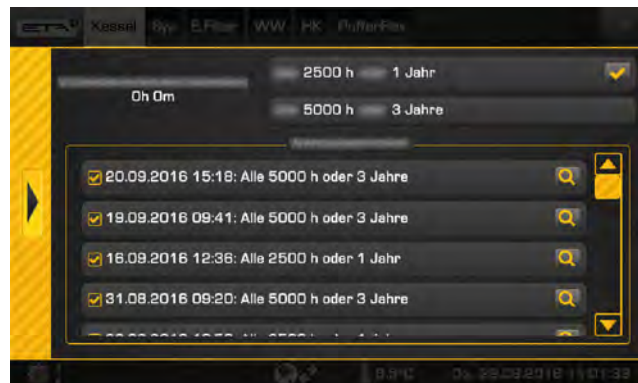 Kessel Sys E.Filter WW HK PufferFlex
2500 h 1 Jahr
0h 0m
5000 h 3 Jahre
20.09.2016 15:18: Alle 5000 h oder 3 Jahre
19.09.2016 09:41: Alle 5000 h oder 3 Jahre
16.09.2016 12:36: Alle 2500 h oder 1 Jahr
31.08.2016 09:20: Alle 5000 h oder 3 Jahre